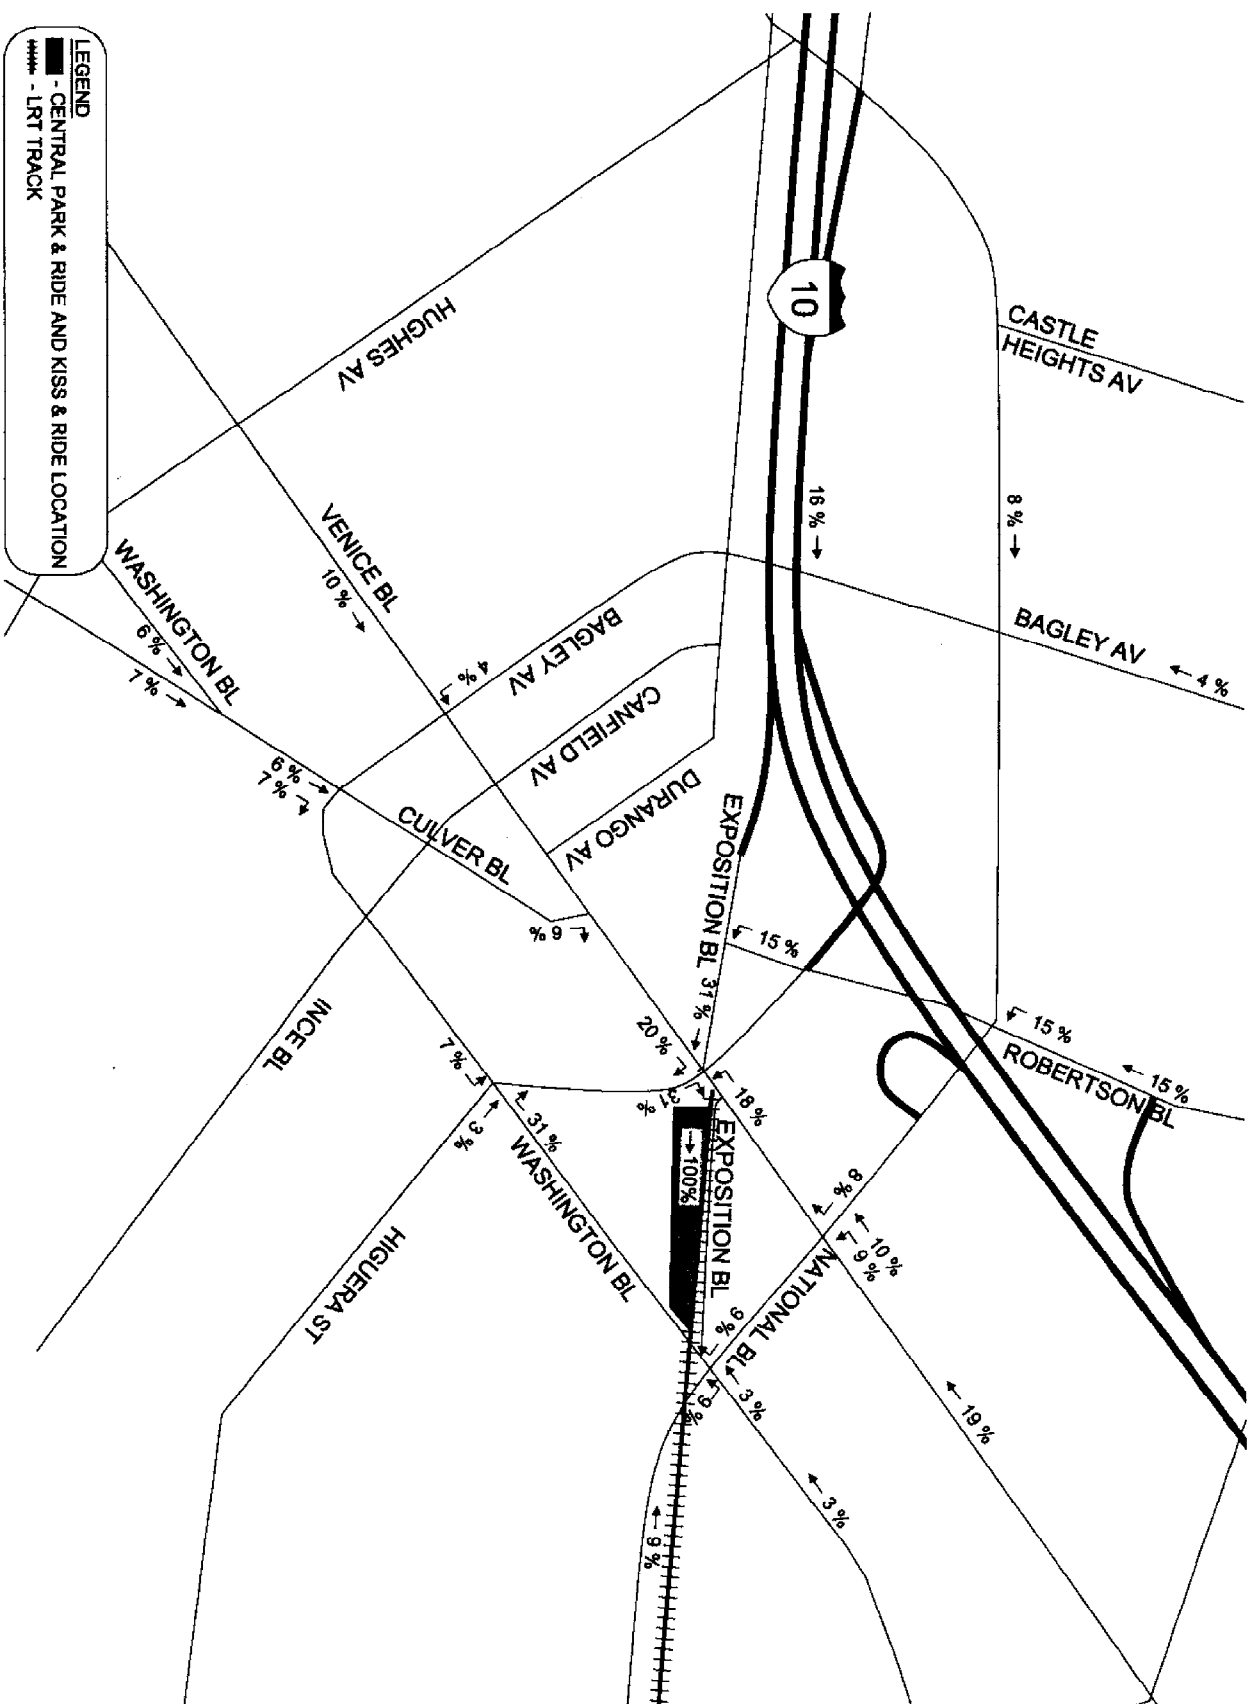 LEGEND
- CENTRAL PARK & RIDE AND KISS & RIDE LOCATION
- LRT TRACK
10
CASTLE
HEIGHTS AV
HUGHES AV
8 % →
16 % →
VENICE BL
10 % →
BAGLEY AV
← 4 %
BAGLEY AV
4 %
WASHINGTON BL
6 % →
7 % →
CANFIELD AV
DURANGO AV
6 % →
7 %
CULVER BL
6 %
EXPOSITION BL
31 % →
15 %
15 %
← 15 %
ROBERTSON BL
20 %
18 %
31 %
7 %
31 %
3 %
INCE BL
WASHINGTON BL
HIGUERA ST
EXPOSITION BL
← 100%
8 %
← 10 %
9 %
NATIONAL BL
9 %
← 3 %
9 %
← 19 %
← 3 %
← 9 %